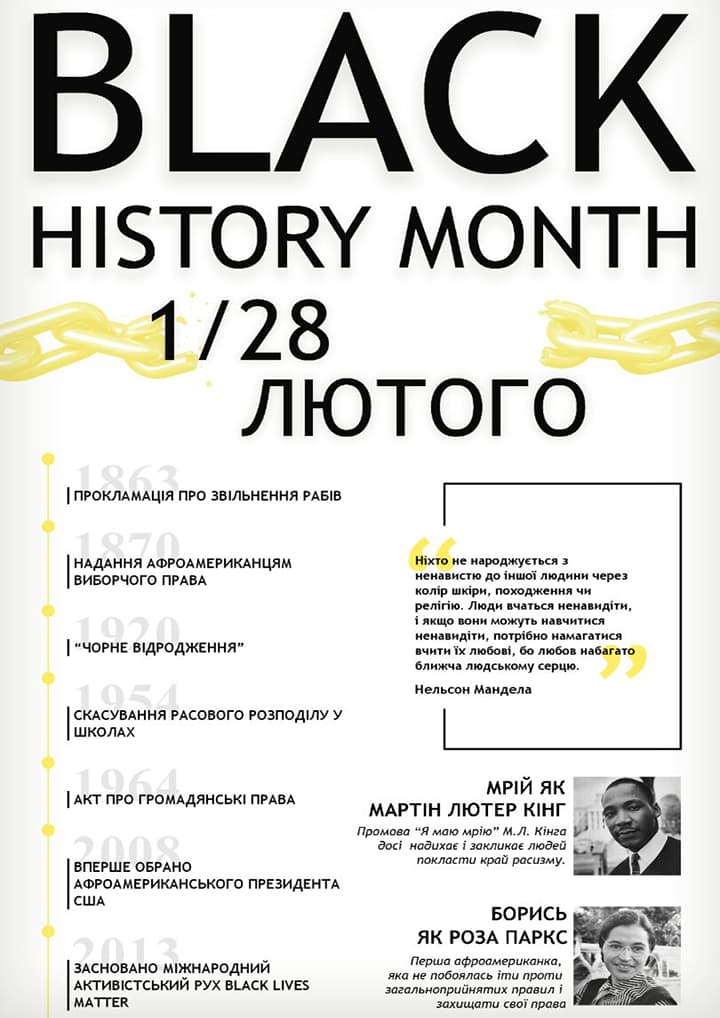 BLACK
HISTORY MONTH
1/28
ЛЮТОГО
1863
ПРОКЛАМАЦІЯ ПРО ЗВІЛЬНЕННЯ РАБІВ
1870
НАДАННЯ АФРОАМЕРИКАНЦЯМ
ВИБОРЧОГО ПРАВА
1920
“ЧОРНЕ ВІДРОДЖЕННЯ”
1954
СКАСУВАННЯ РАСОВОГО РОЗПОДІЛУ У
ШКОЛАХ
1964
АКТ ПРО ГРОМАДЯНСЬКІ ПРАВА
2008
ВПЕРШЕ ОБРАНО
АФРОАМЕРИКАНСЬКОГО ПРЕЗИДЕНТА
США
2013
ЗАСНОВАНО МІЖНАРОДНИЙ
АКТИВІСТСЬКИЙ РУХ BLACK LIVES
MATTER
“
Ніхто не народжується з
ненавистю до іншої людини через
колір шкіри, походження чи
релігію. Люди вчаться ненавидіти,
і якщо вони можуть навчитися
ненавидіти, потрібно намагатися
вчити їх любові, бо любов набагато
ближча людському серцю.
”
Нельсон Мандела
МРІЙ ЯК
МАРТІН ЛЮТЕР КІНГ
Промова “Я маю мрію” М.Л. Кінга
досі надихає і закликає людей
покласти край расизму.
БОРИСЬ
ЯК РОЗА ПАРКС
Перша афроамериканка,
яка не побоялась іти проти
загальноприйнятих правил і
захищати свої права